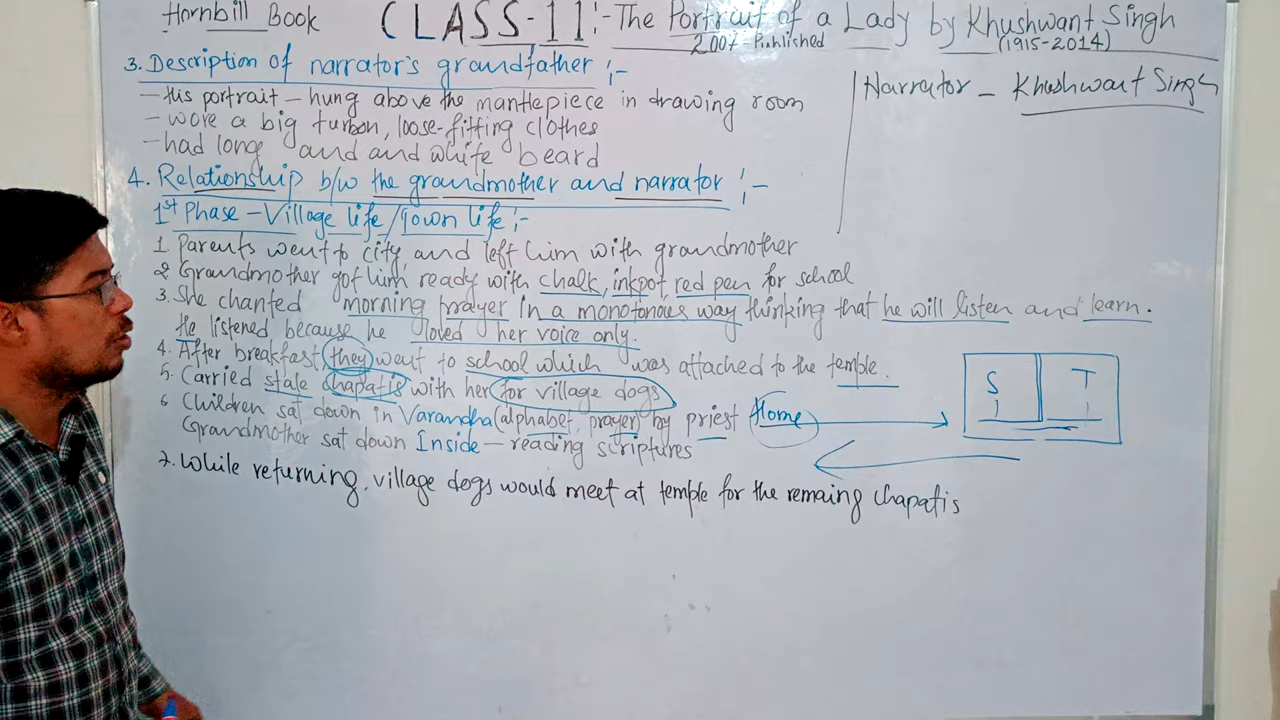 Hornbill Book CLASS-11:- The Portrait of a Lady by Khushwant Singh
2007-Published (1915-2014)
3. Description of narrator's grandfather :-
- His portrait - hung above the mantlepiece in drawing room
- wore a big turban, loose-fitting clothes
- had long and and white beard
Narrator - Khushwant Singh
4. Relationship b/w the grandmother and narrator :-
1st Phase - Village life/Town life :-
1 Parents went to city and left him with grandmother
2 Grandmother got him ready with chalk, inkpot, red pen for school
3. She chanted morning prayer in a monotonous way thinking that he will listen and learn.
He listened because he loved her voice only.
4. After breakfast they went to school which was attached to the temple.
5. Carried stale chapatis with her for village dogs
6 Children sat down in Varandha (alphabet, prayer) by priest
Grandmother sat down Inside - reading scriptures
7. While returning, village dogs would meet at temple for the remaing chapatis
Home
S T